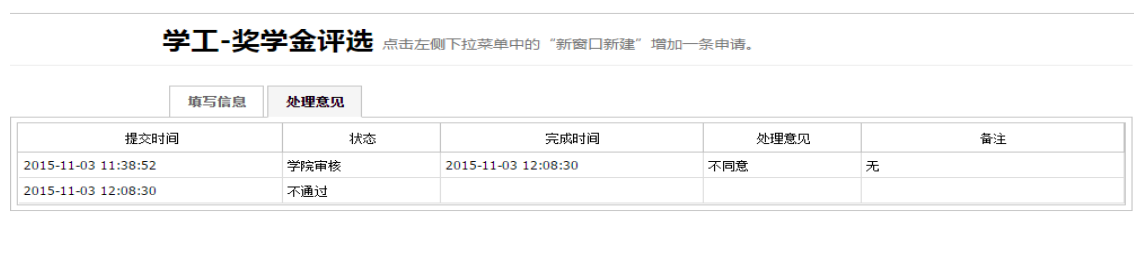 学工-奖学金评选 点击左侧下拉菜单中的“新窗口新建”增加一条申请。
填写信息 处理意见
提交时间 状态 完成时间 处理意见 备注
2015-11-03 11:38:52 学院审核 2015-11-03 12:08:30 不同意 无
2015-11-03 12:08:30 不通过